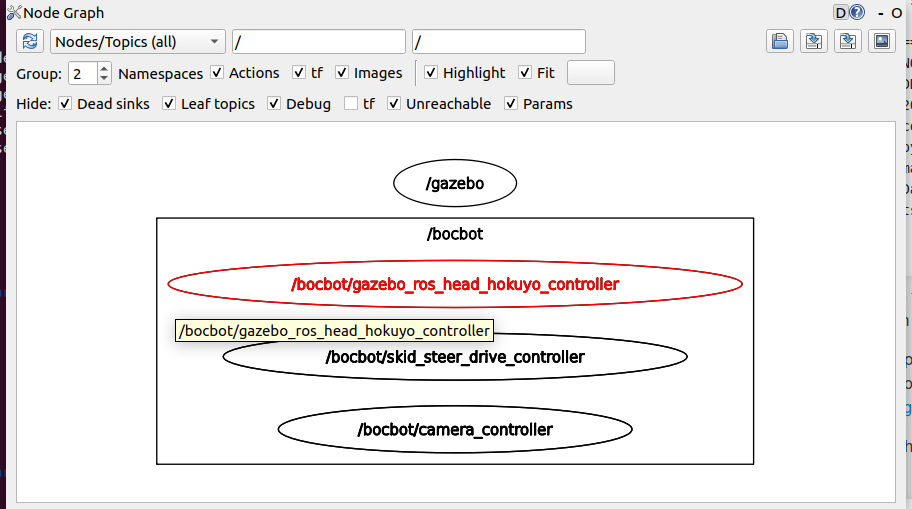 Node Graph D - O
Nodes/Topics (all) / /
Group: 2 Namespaces Actions tf Images Highlight Fit
Hide: Dead sinks Leaf topics Debug tf Unreachable Params
/gazebo
/bocbot
/bocbot/gazebo_ros_head_hokuyo_controller
/bocbot/gazebo_ros_head_hokuyo_controller
/bocbot/skid_steer_drive_controller
/bocbot/camera_controller